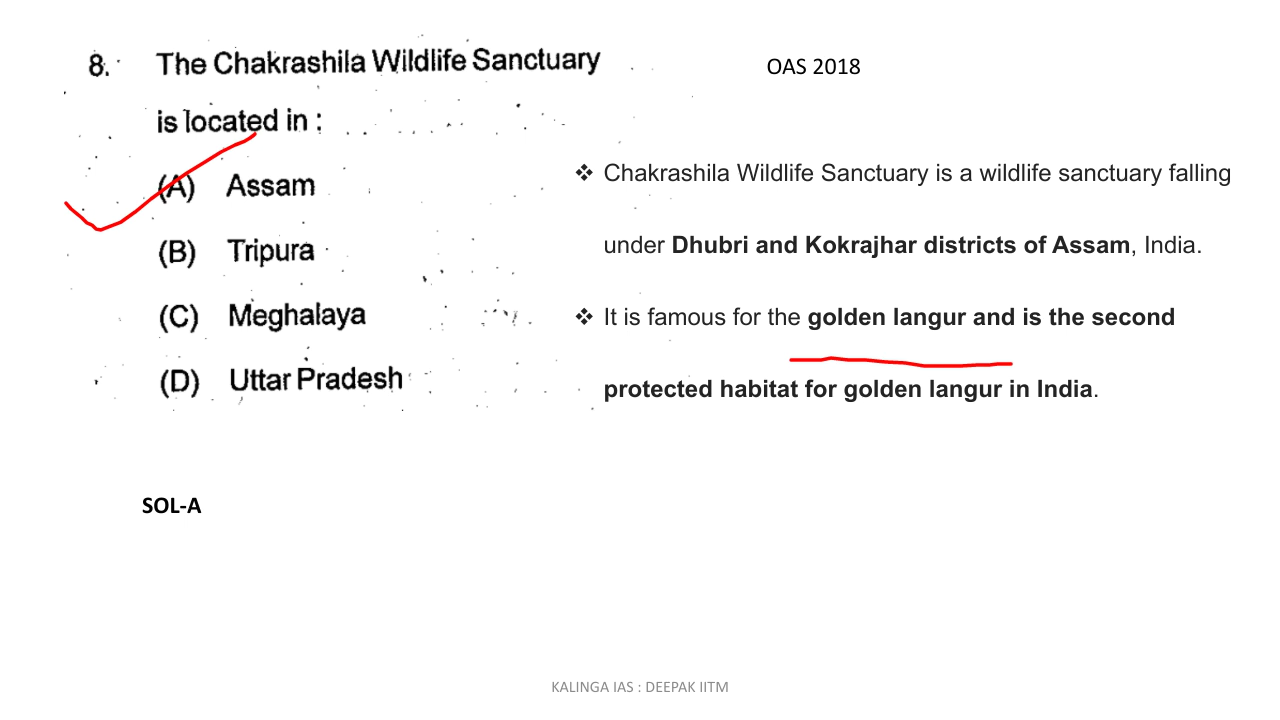 8. The Chakrashila Wildlife Sanctuary
is located in :
(A) Assam
(B) Tripura
(C) Meghalaya
(D) Uttar Pradesh
OAS 2018
❖ Chakrashila Wildlife Sanctuary is a wildlife sanctuary falling
under Dhubri and Kokrajhar districts of Assam, India.
❖ It is famous for the golden langur and is the second
protected habitat for golden langur in India.
SOL-A
KALINGA IAS : DEEPAK IITM